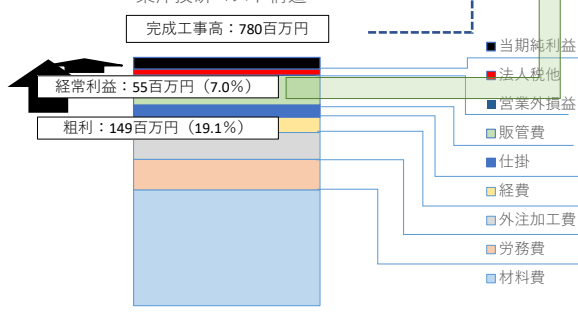 完成工事高：780百万円
経常利益：55百万円（7.0%）
粗利：149百万円（19.1%）
当期純利益
法人税他
営業外損益
販管費
仕掛
経費
外注加工費
労務費
材料費